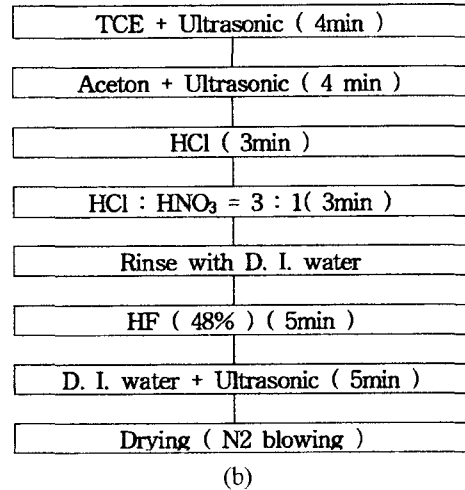 TCE + Ultrasonic ( 4min )
Aceton + Ultrasonic ( 4 min )
HCl ( 3min )
HCl : HNO₃ = 3 : 1( 3min )
Rinse with D. I. water
HF ( 48% ) ( 5min )
D. I. water + Ultrasonic ( 5min )
Drying ( N2 blowing )
(b)